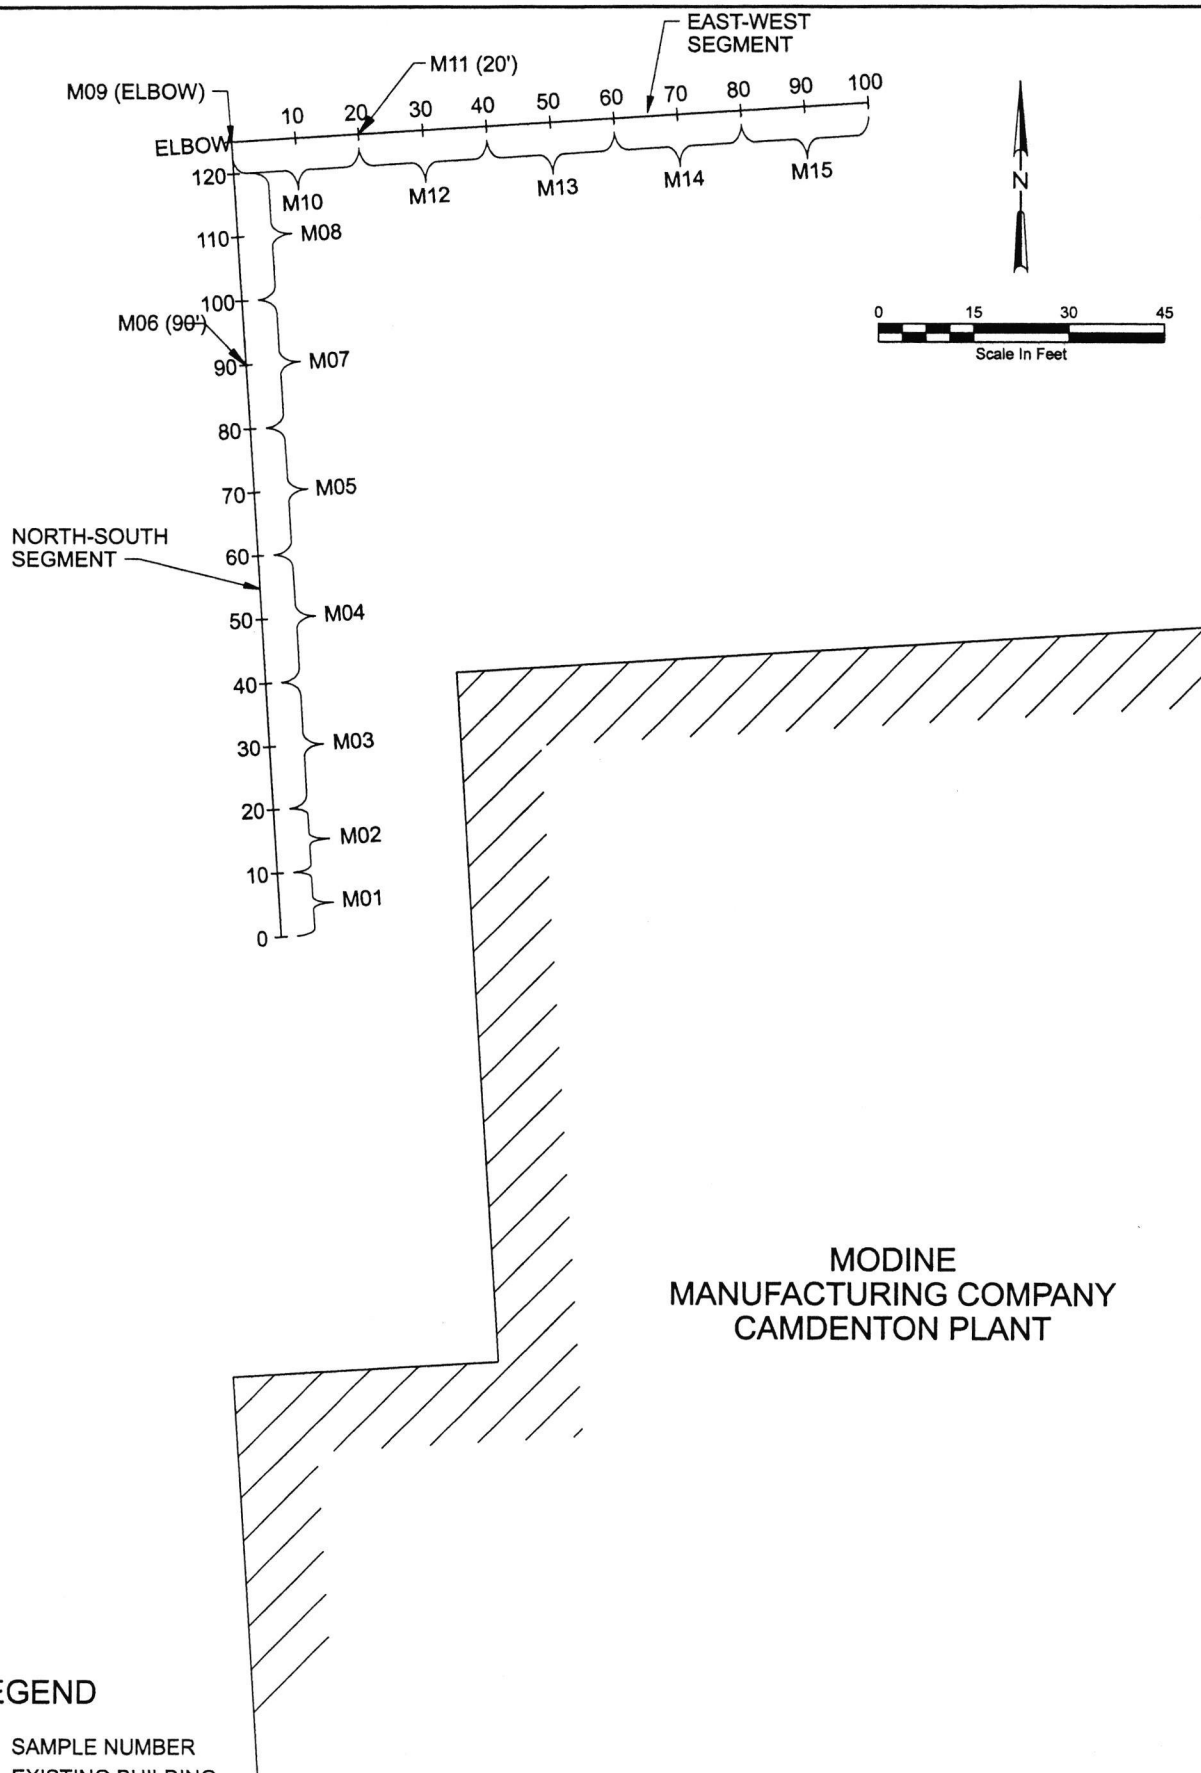 EAST-WEST
SEGMENT
M11 (20')
M09 (ELBOW)
10 20 30 40 50 60 70 80 90 100
ELBOW
M10 M12 M13 M14 M15
120
M08
110
N
100
M06 (90')
0 15 30 45
Scale In Feet
90
M07
80
M05
70
NORTH-SOUTH
SEGMENT
60
50
M04
40
30
M03
20
M02
10
M01
0
MODINE
MANUFACTURING COMPANY
CAMDENTON PLANT
EGEND
SAMPLE NUMBER
EXISTING BUILDING